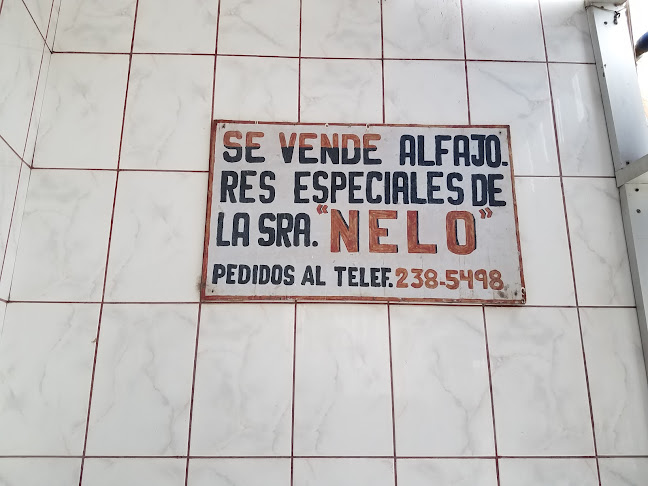 SE VENDE ALFAJO.
RES ESPECIALES DE
LA SRA. "NELO"
PEDIDOS AL TELEF. 238-5498